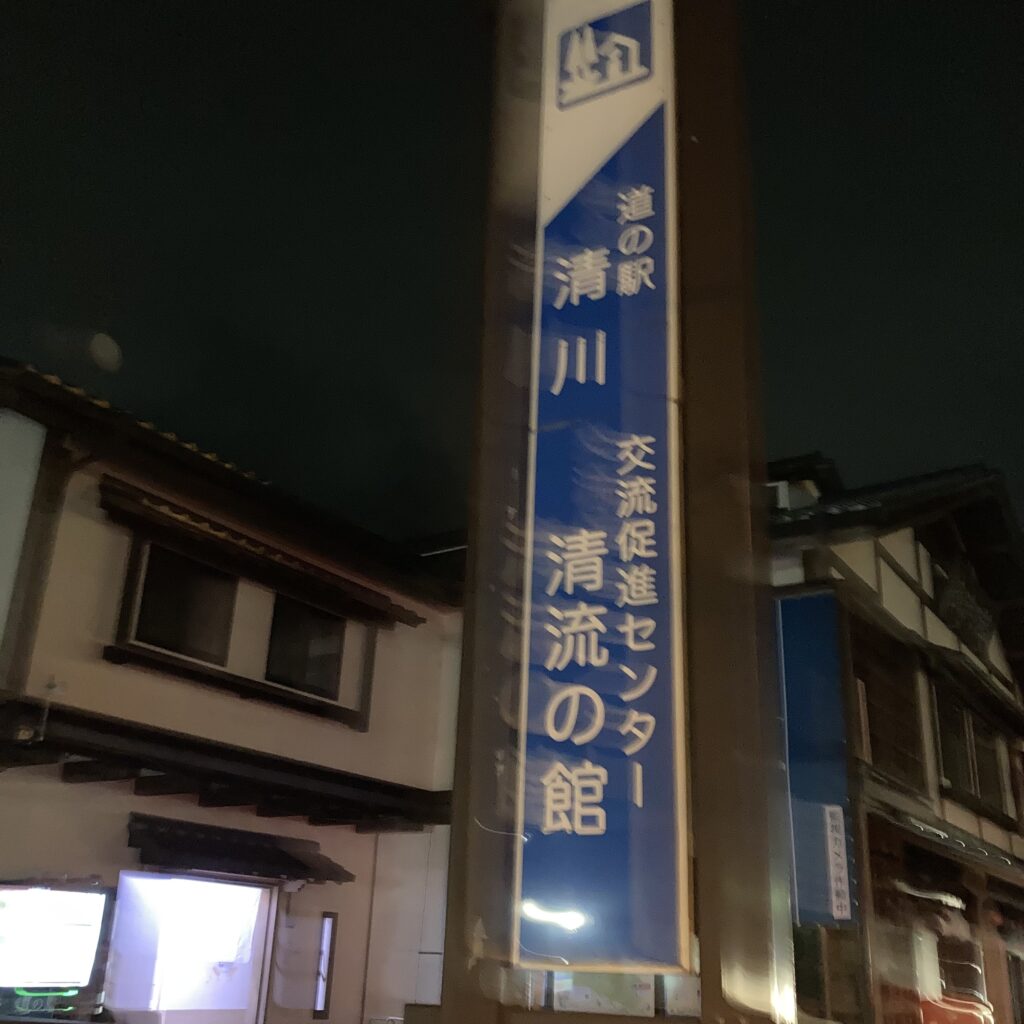 道の駅
清川
交流促進センター
清流の館